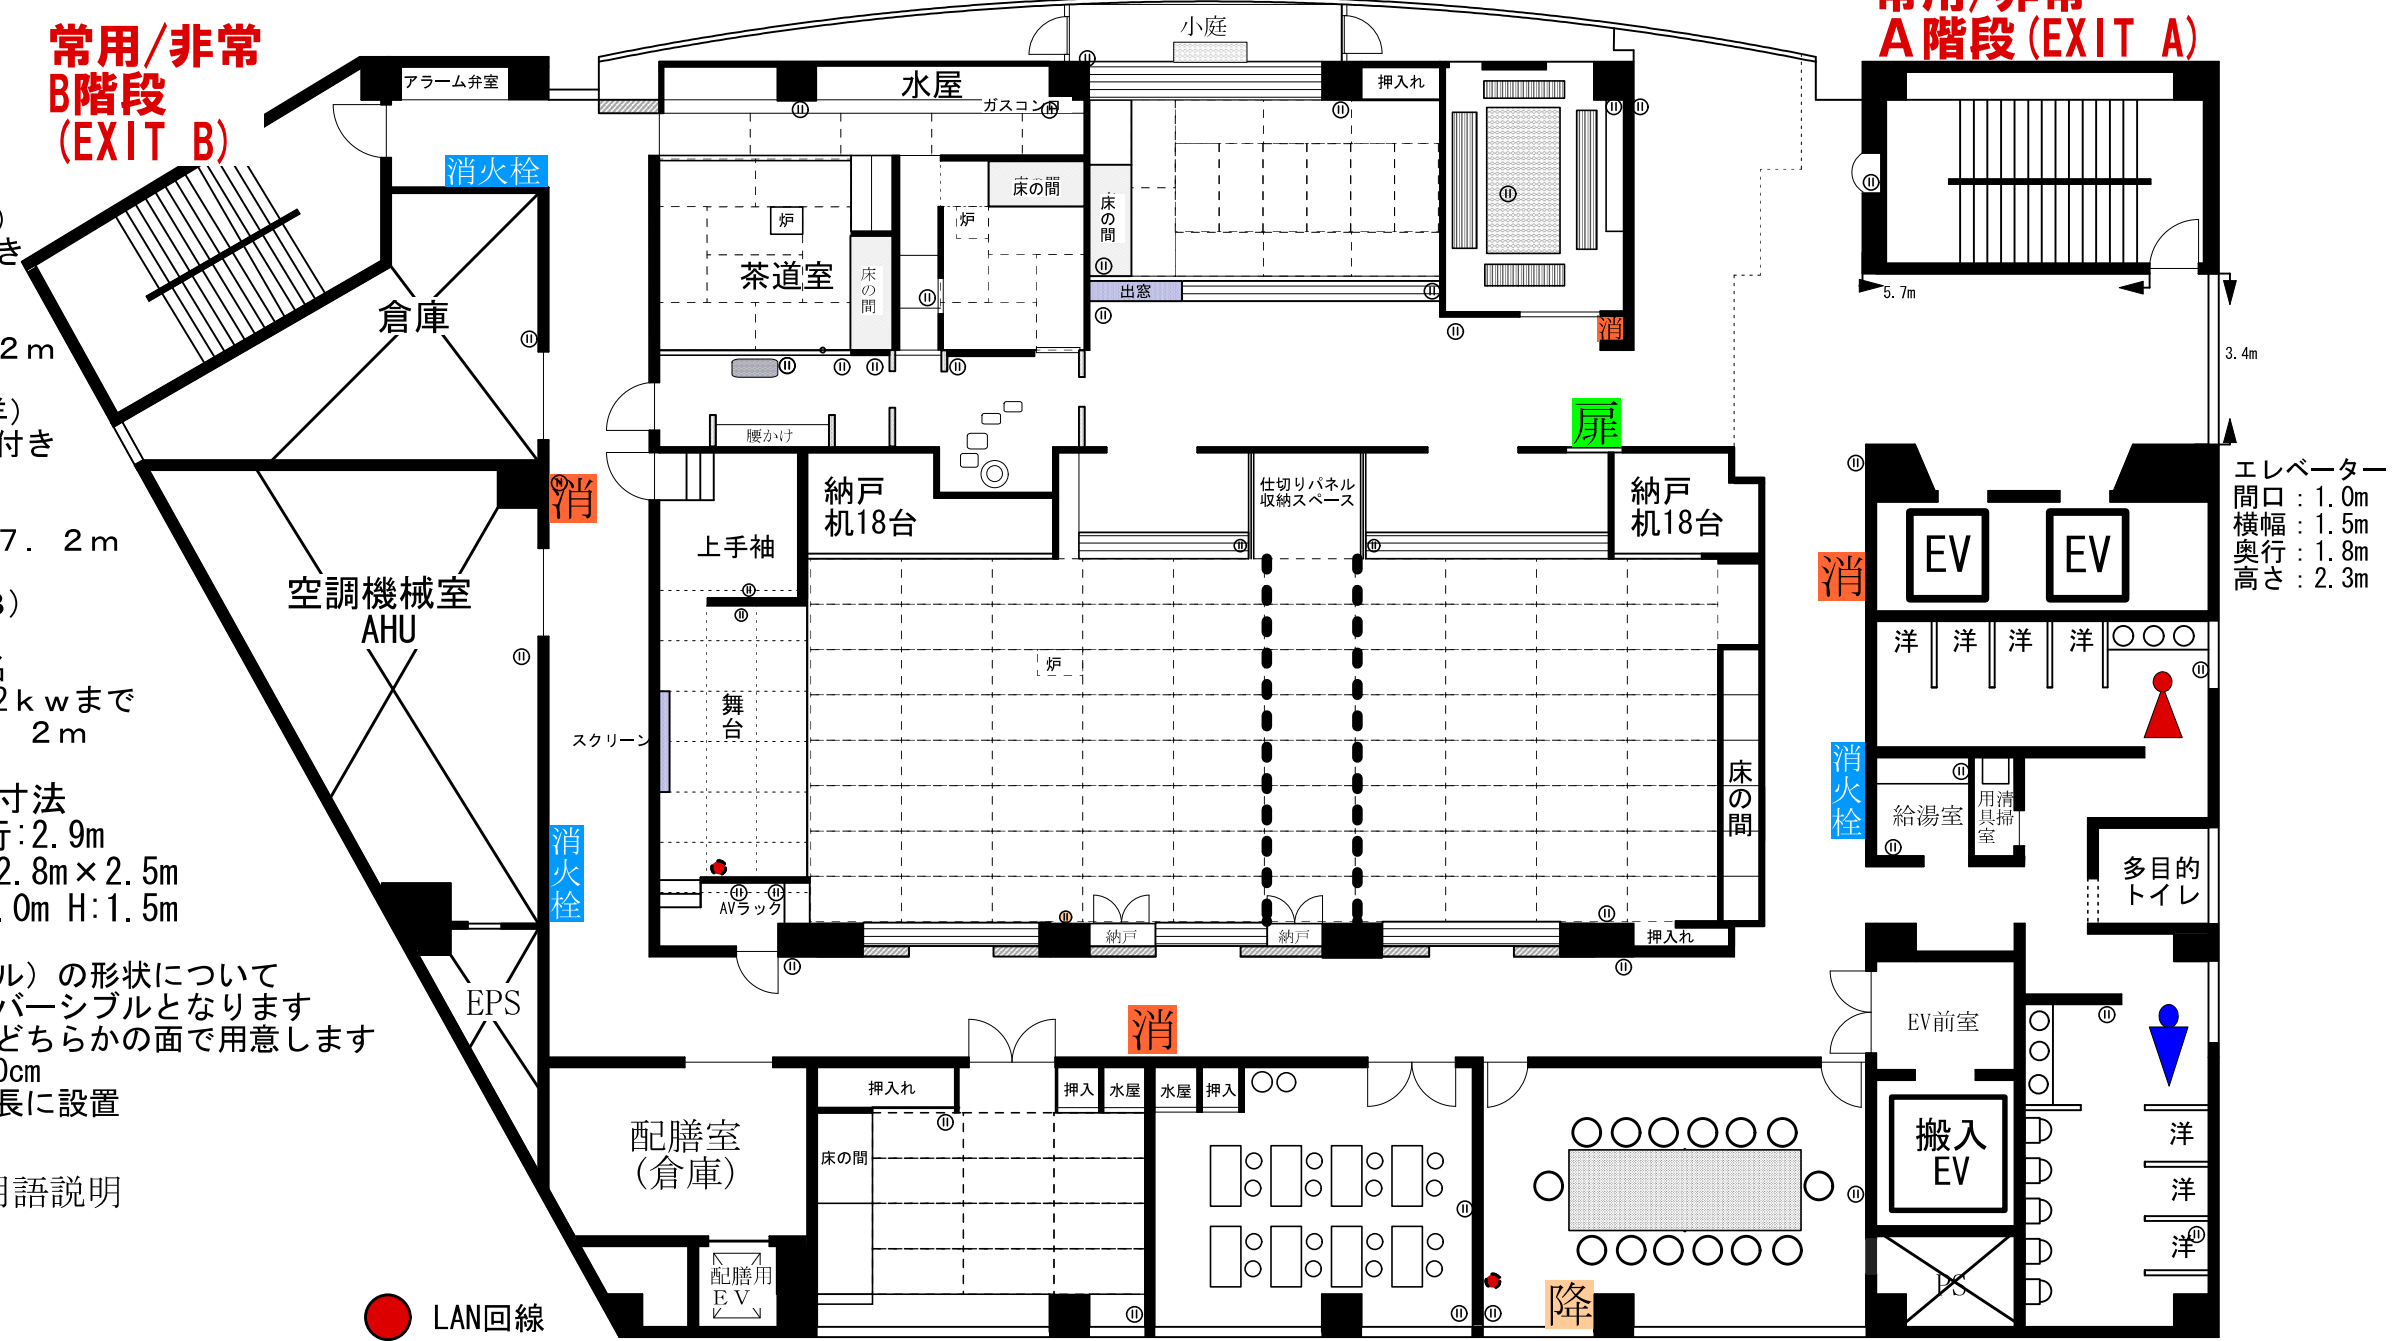 常用/非常
B階段
(EXIT B)
常用/非常
A階段(EXIT A)
小庭
アラーム弁室
水屋
ガスコンロ
押入れ
消火栓
床の間
炉
炉
床の間
茶道室
床の間
出窓
消
倉庫
5.7m
3.4m
き
2m
付き
7. 2m
扉
腰かけ
納戸
机18台
仕切りパネル
収納スペース
納戸
机18台
上手袖
消
エレベーター
間口:1.0m
横幅:1.5m
奥行:1.8m
高さ:2.3m
EV
EV
消
空調機械室
AHU
洋
洋
洋
洋
炉
舞台
スクリーン
2kwまで
2m
寸法
行:2.9m
2.8m×2.5m
.0m H:1.5m
消火栓
消火栓
床の間
給湯室
清掃用具室
多目的
トイレ
AVラック
納戸
納戸
押入れ
ル)の形状について
バーシブルとなります
どちらかの面で用意します
0cm
長に設置
用語説明
EPS
EV前室
消
押入れ
押入
水屋
水屋
押入
配膳室
(倉庫)
床の間
搬入
EV
洋
洋
洋
配膳用
EV
降
PS
LAN回線